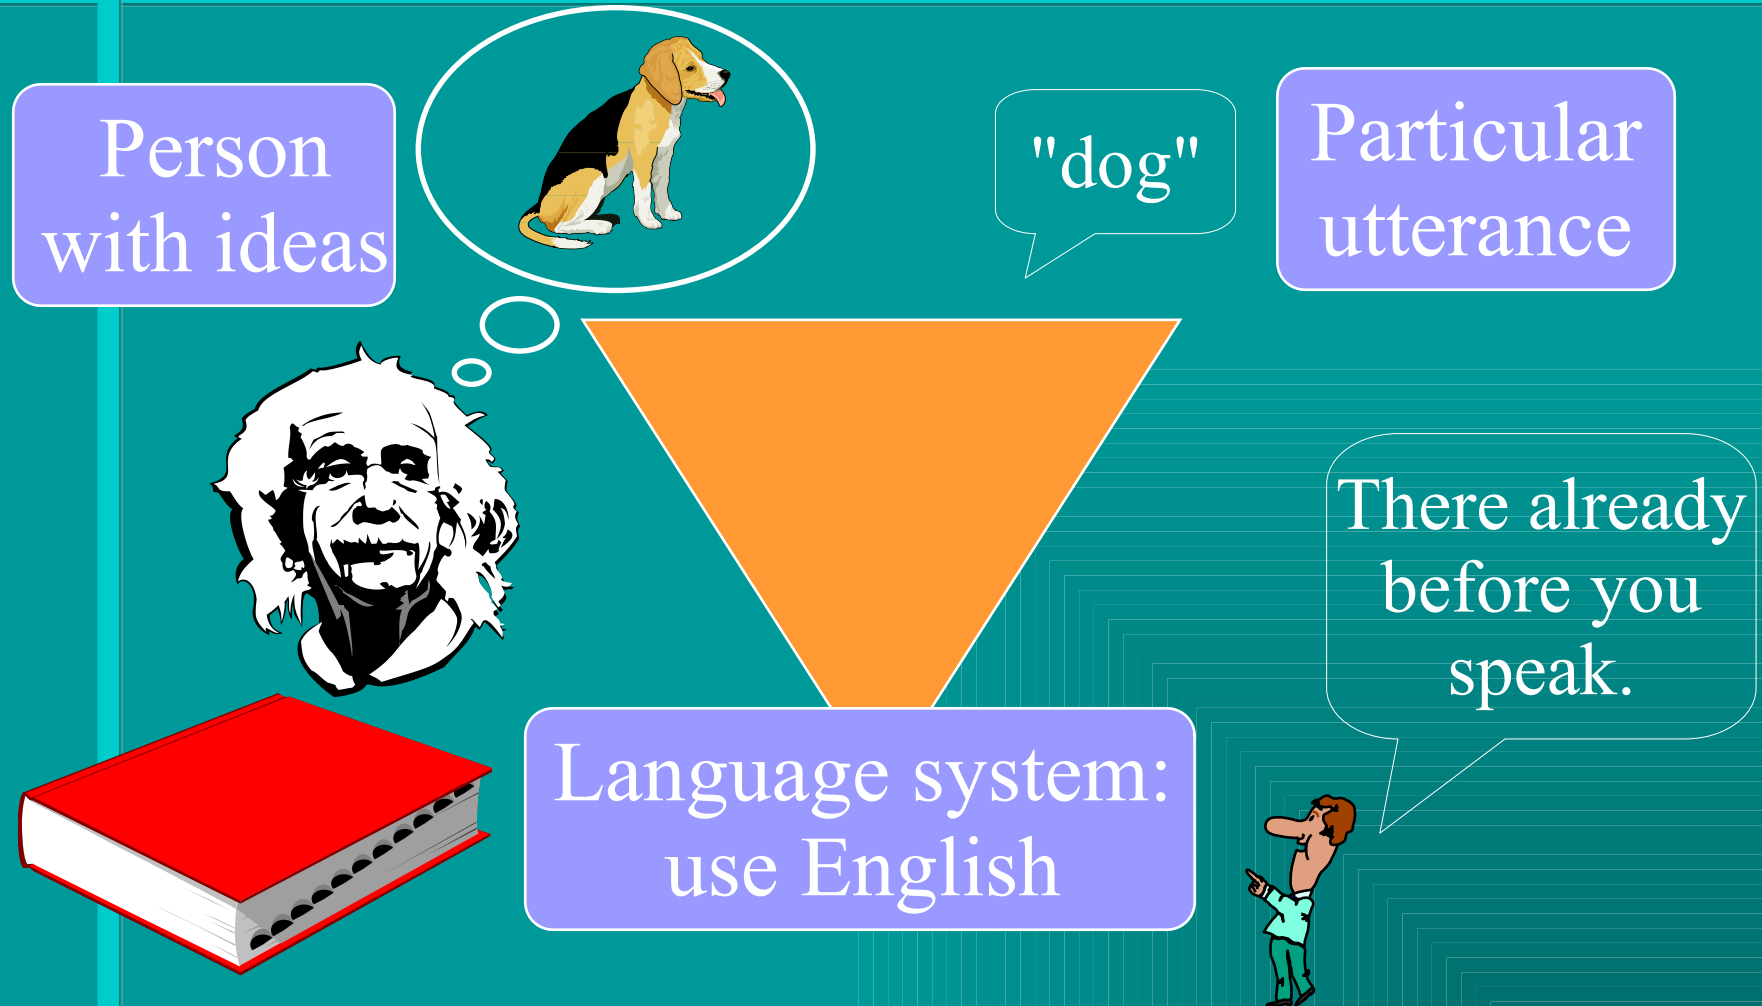 Person
with ideas
"dog"
Particular
utterance
There already
before you
speak.
Language system:
use English